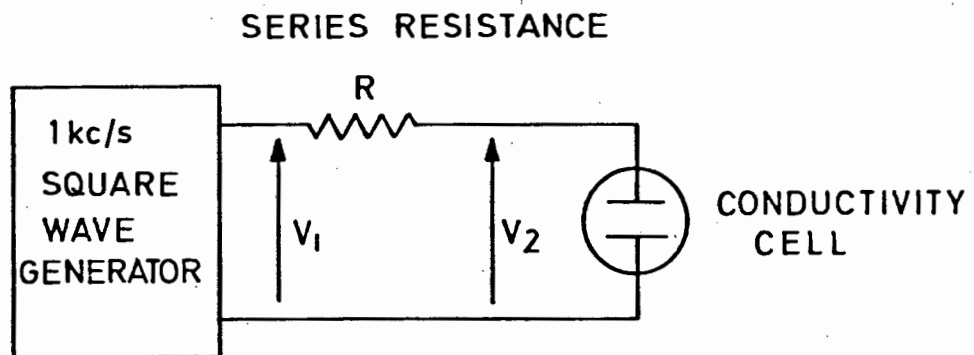 SERIES RESISTANCE
R
1kc/s
SQUARE
WAVE
GENERATOR
V1
V2
CONDUCTIVITY
CELL